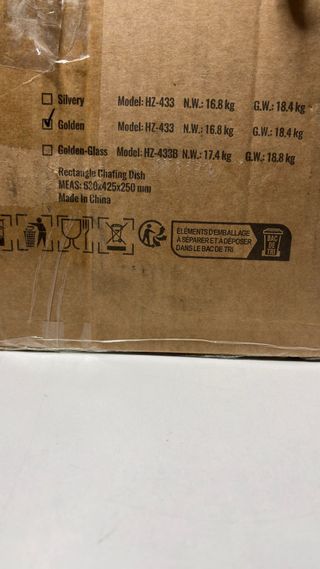 Silvery Model: HZ-433 N.W.: 16.8 kg G.W.: 18.4 kg
Golden Model: HZ-433 N.W.: 16.8 kg G.W.: 18.4 kg
Golden-Glass Model: HZ-433B N.W.: 17.4 kg G.W.: 18.8 kg
Rectangle Chafing Dish
MEAS: 630x425x250 mm
Made In China
ÉLÉMENTS D'EMBALLAGE
À SÉPARER ET À DÉPOSER
DANS LE BAC DE TRI
BAC
DE
TRI